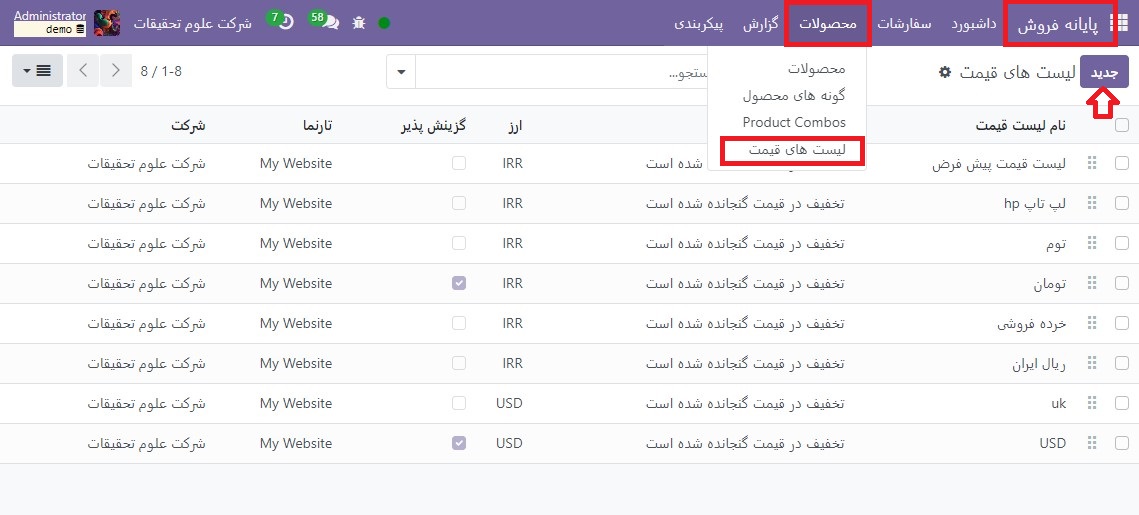 پایانه فروش داشبورد سفارشات محصولات گزارش پیکربندی
58 7 شرکت علوم تحقیقات Administrator
demo
محصولات
گونه های محصول
Product Combos
لیست های قیمت
جدید لیست های قیمت ستجو... 8 / 1-8
نام لیست قیمت ارز گزینش پذیر تارنما شرکت
لیست قیمت پیش فرض تخفیف در قیمت گنجانده شده است IRR My Website شرکت علوم تحقیقات
لپ تاپ hp تخفیف در قیمت گنجانده شده است IRR My Website شرکت علوم تحقیقات
توم تخفیف در قیمت گنجانده شده است IRR My Website شرکت علوم تحقیقات
تومان تخفیف در قیمت گنجانده شده است IRR My Website شرکت علوم تحقیقات
خرده فروشی تخفیف در قیمت گنجانده شده است IRR My Website شرکت علوم تحقیقات
ریال ایران تخفیف در قیمت گنجانده شده است IRR My Website شرکت علوم تحقیقات
uk تخفیف در قیمت گنجانده شده است USD My Website شرکت علوم تحقیقات
USD تخفیف در قیمت گنجانده شده است USD My Website شرکت علوم تحقیقات